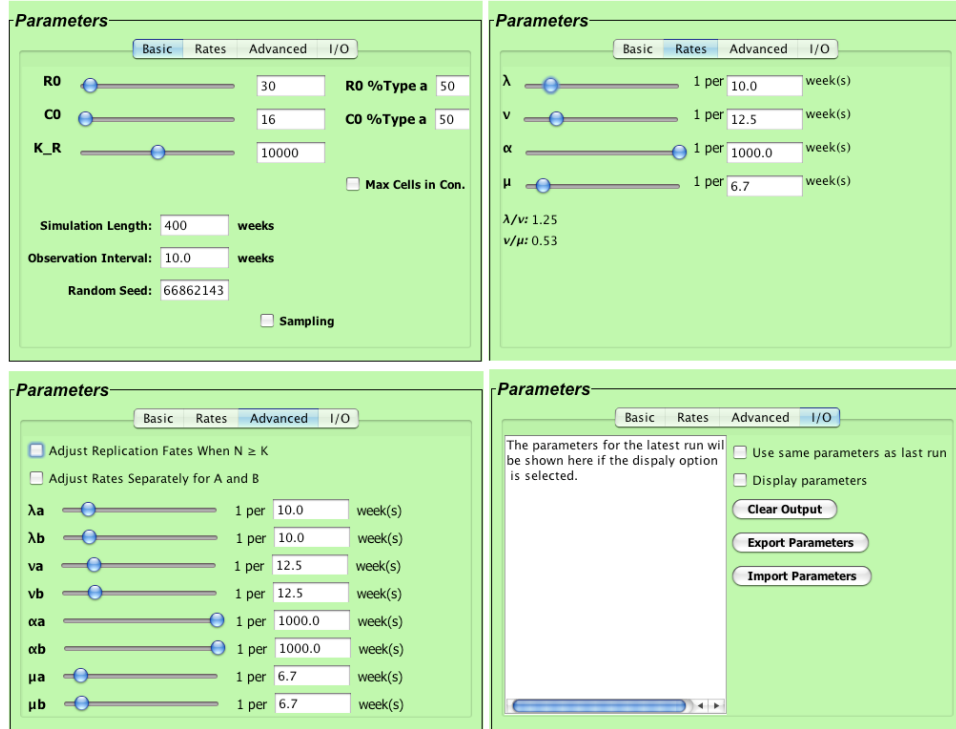 Parameters
Basic Rates Advanced I/O
R0 30 R0 %Type a 50
C0 16 C0 %Type a 50
K_R 10000
Max Cells in Con.
Simulation Length: 400 weeks
Observation Interval: 10.0 weeks
Random Seed: 66862143
Sampling
Parameters
Basic Rates Advanced I/O
λ 1 per 10.0 week(s)
ν 1 per 12.5 week(s)
α 1 per 1000.0 week(s)
μ 1 per 6.7 week(s)
λ/ν: 1.25
ν/μ: 0.53
Parameters
Basic Rates Advanced I/O
Adjust Replication Fates When N ≥ K
Adjust Rates Separately for A and B
λa 1 per 10.0 week(s)
λb 1 per 10.0 week(s)
νa 1 per 12.5 week(s)
νb 1 per 12.5 week(s)
αa 1 per 1000.0 week(s)
αb 1 per 1000.0 week(s)
μa 1 per 6.7 week(s)
μb 1 per 6.7 week(s)
Parameters
Basic Rates Advanced I/O
The parameters for the latest run wil
be shown here if the dispaly option
is selected.
Use same parameters as last run
Display parameters
Clear Output
Export Parameters
Import Parameters